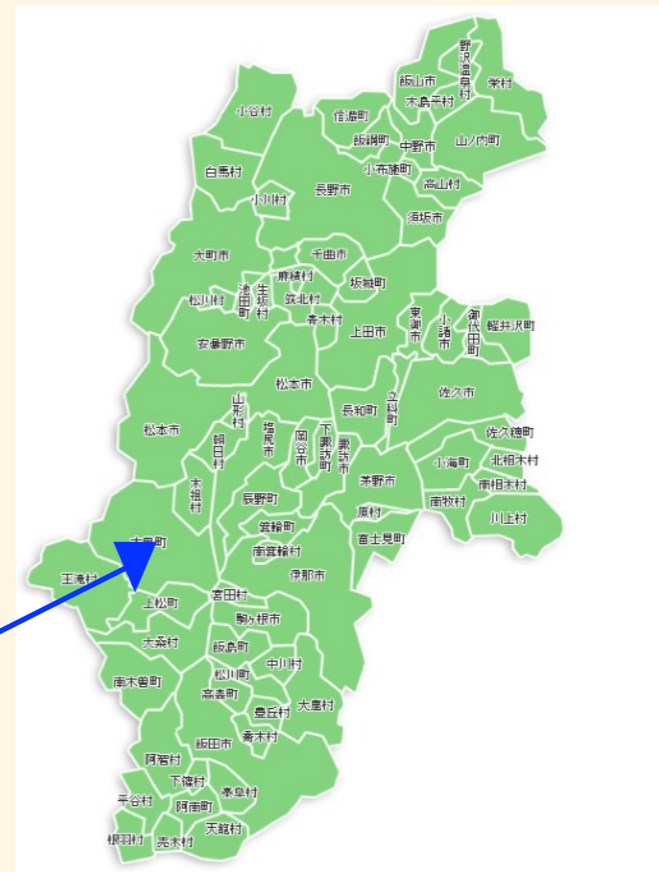 野沢温泉村
飯山市
栄村
木島平村
小谷村
信濃町
飯綱町
中野市
山ノ内町
白馬村
小布施町
高山村
小川村
長野市
須坂市
大町市
千曲市
麻績村
坂城町
松川村
池田町
生坂村
筑北村
青木村
上田市
東御市
小諸市
御代田町
軽井沢町
安曇野市
松本市
佐久市
山形村
長和町
立科町
松本市
朝日村
塩尻市
岡谷市
下諏訪町
諏訪市
佐久穂町
小海町
北相木村
木祖村
辰野町
茅野市
南相木村
南牧村
箕輪町
原村
川上村
町
南箕輪村
富士見町
王滝村
伊那市
上松町
宮田村
駒ヶ根市
大桑村
飯島町
中川村
南木曽町
松川町
高森町
豊丘村
大鹿村
飯田市
喬木村
阿智村
下條村
泰阜村
平谷村
阿南町
天龍村
根羽村
売木村